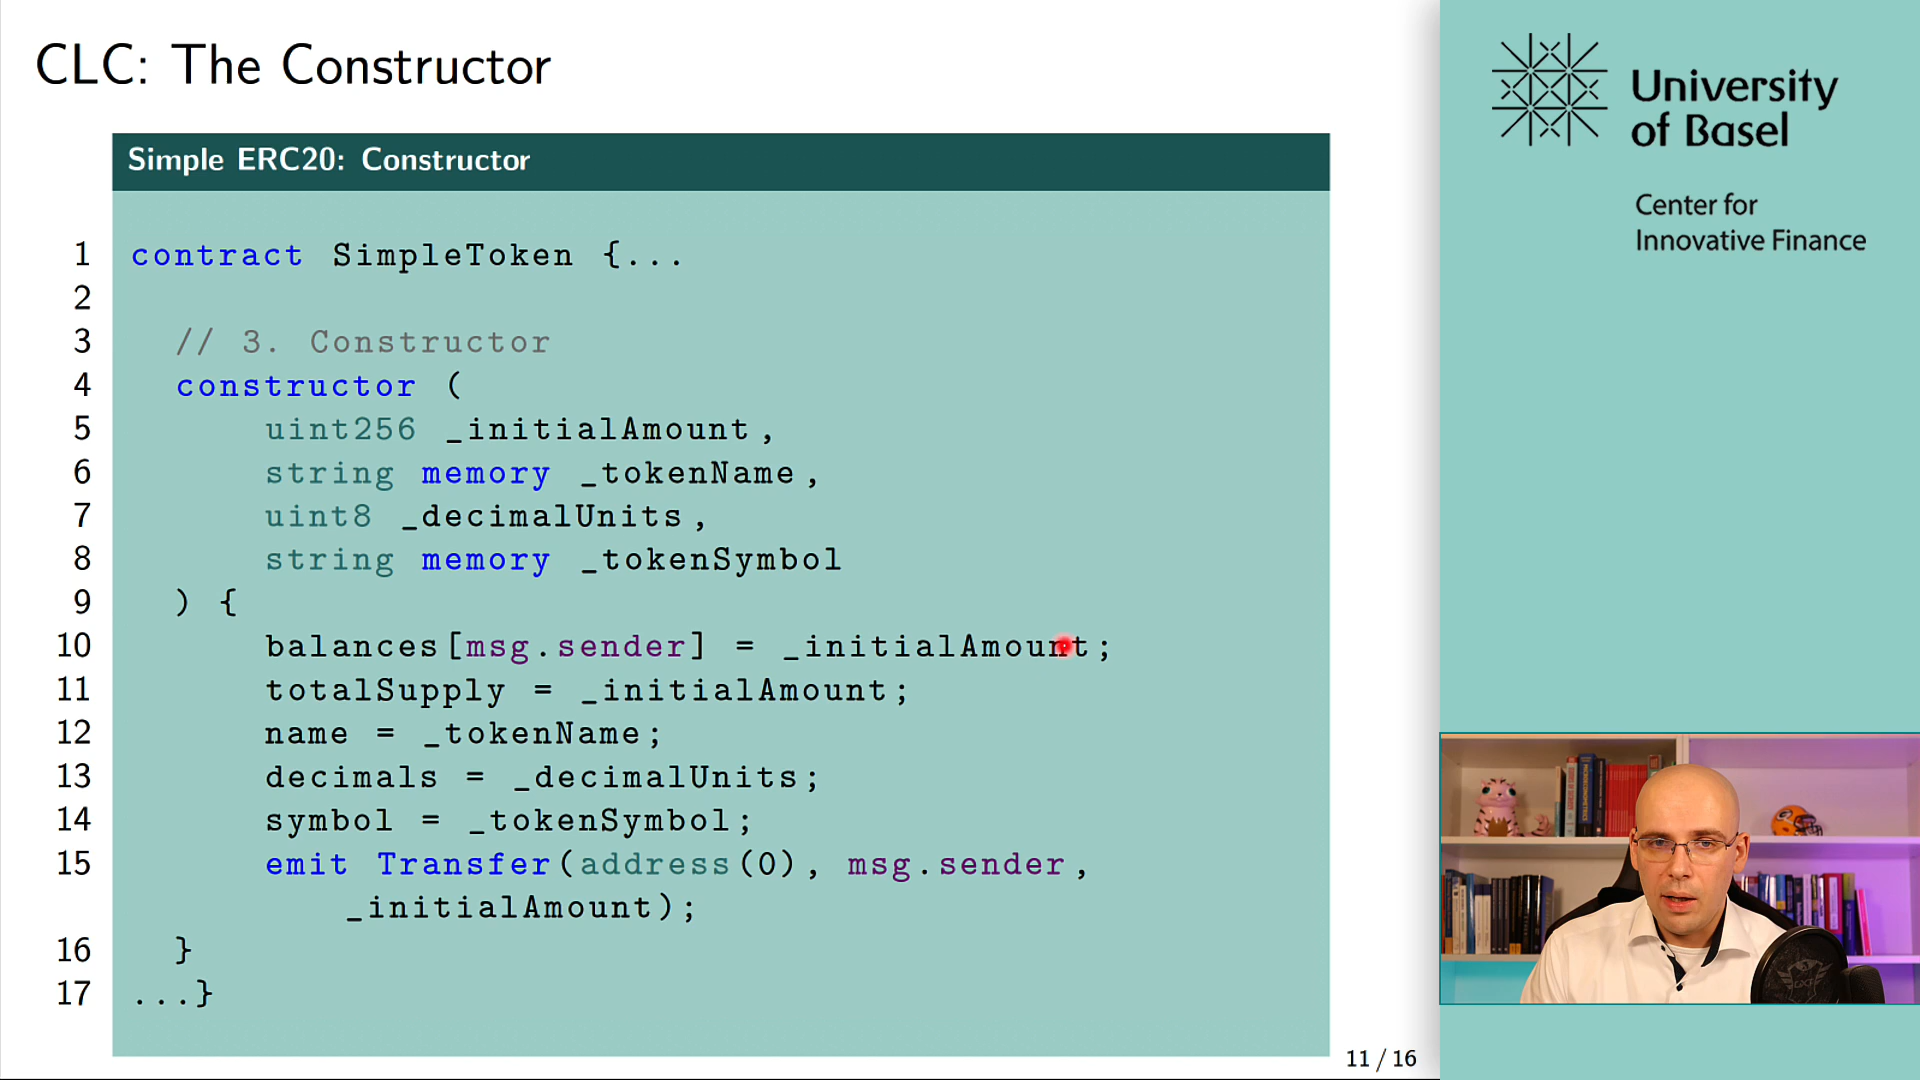 CLC: The Constructor
Simple ERC20: Constructor
1 contract SimpleToken {...
2
3 // 3. Constructor
4 constructor (
5 uint256 _initialAmount,
6 string memory _tokenName,
7 uint8 _decimalUnits,
8 string memory _tokenSymbol
9 ) {
10 balances[msg.sender] = _initialAmount;
11 totalSupply = _initialAmount;
12 name = _tokenName;
13 decimals = _decimalUnits;
14 symbol = _tokenSymbol;
15 emit Transfer(address(0), msg.sender,
_initialAmount);
16 }
17 ...}
11 / 16
University
of Basel
Center for
Innovative Finance